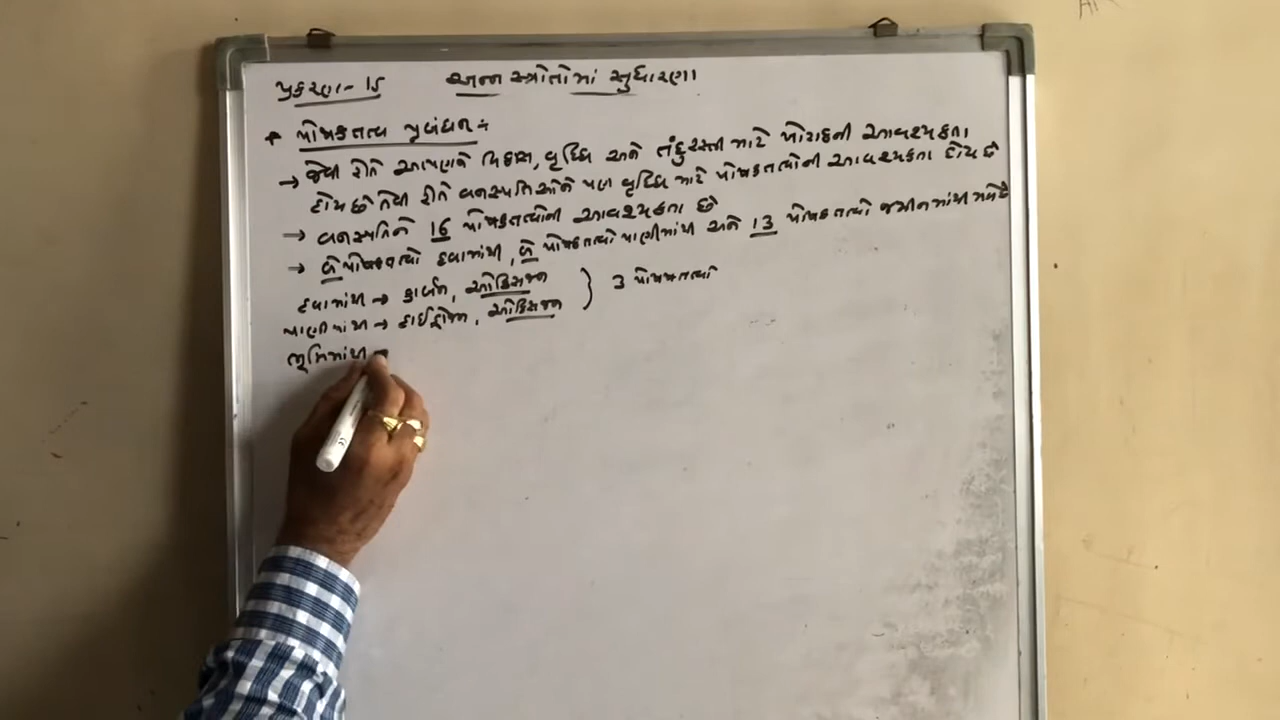 પ્રકરણ - 15 અન્ન સ્ત્રોતોમાં સુધારણા
* પોષકતત્વ પ્રબંધન :-
→ જેવી રીતે આપણને વિકાસ, વૃધ્ધિ અને તંદુરસ્તી માટે ખોરાકની આવશ્યકતા
હોય છે તેવી રીતે વનસ્પતિઓને પણ વૃધ્ધિ માટે પોષકતત્વોની આવશ્યકતા હોય છે
→ વનસ્પતિને 16 પોષકતત્વોની આવશ્યકતા છે
→ બે પોષકતત્વો હવામાંથી, બે પોષકતત્વો પાણીમાંથી અને 13 પોષકતત્વો જમીનમાંથી મળે છે
હવામાંથી → કાર્બન, ઓક્સિજન } 3 પોષકતત્વો
પાણીમાંથી → હાઈડ્રોજન, ઓક્સિજન
ભૂમિમાંથી